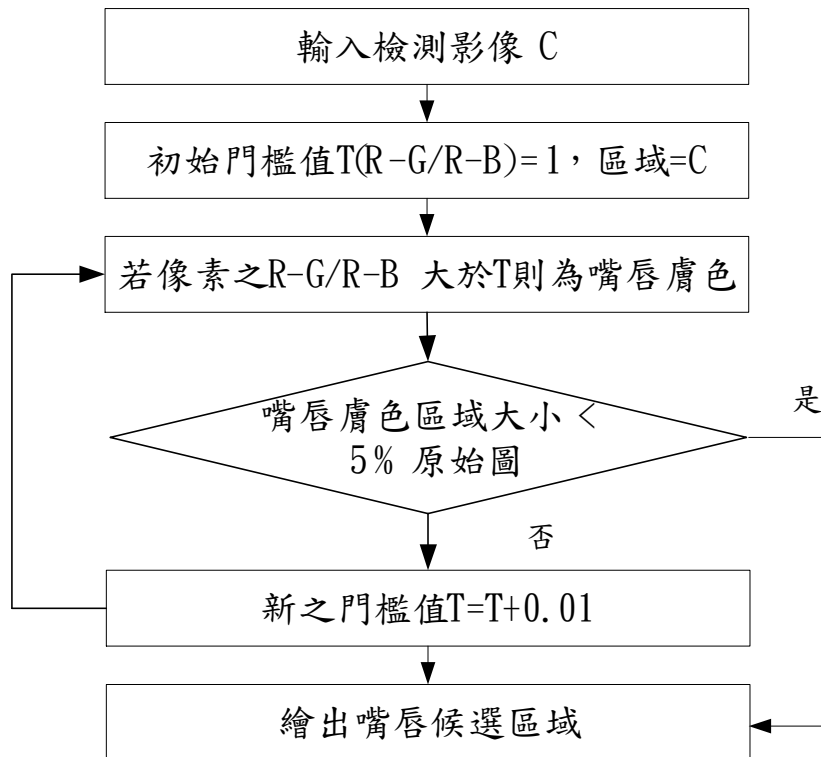 輸入檢測影像 C
初始門檻值T(R-G/R-B)=1，區域=C
若像素之R-G/R-B 大於T則為嘴唇膚色
嘴唇膚色區域大小 <
5% 原始圖
是
否
新之門檻值T=T+0.01
繪出嘴唇候選區域